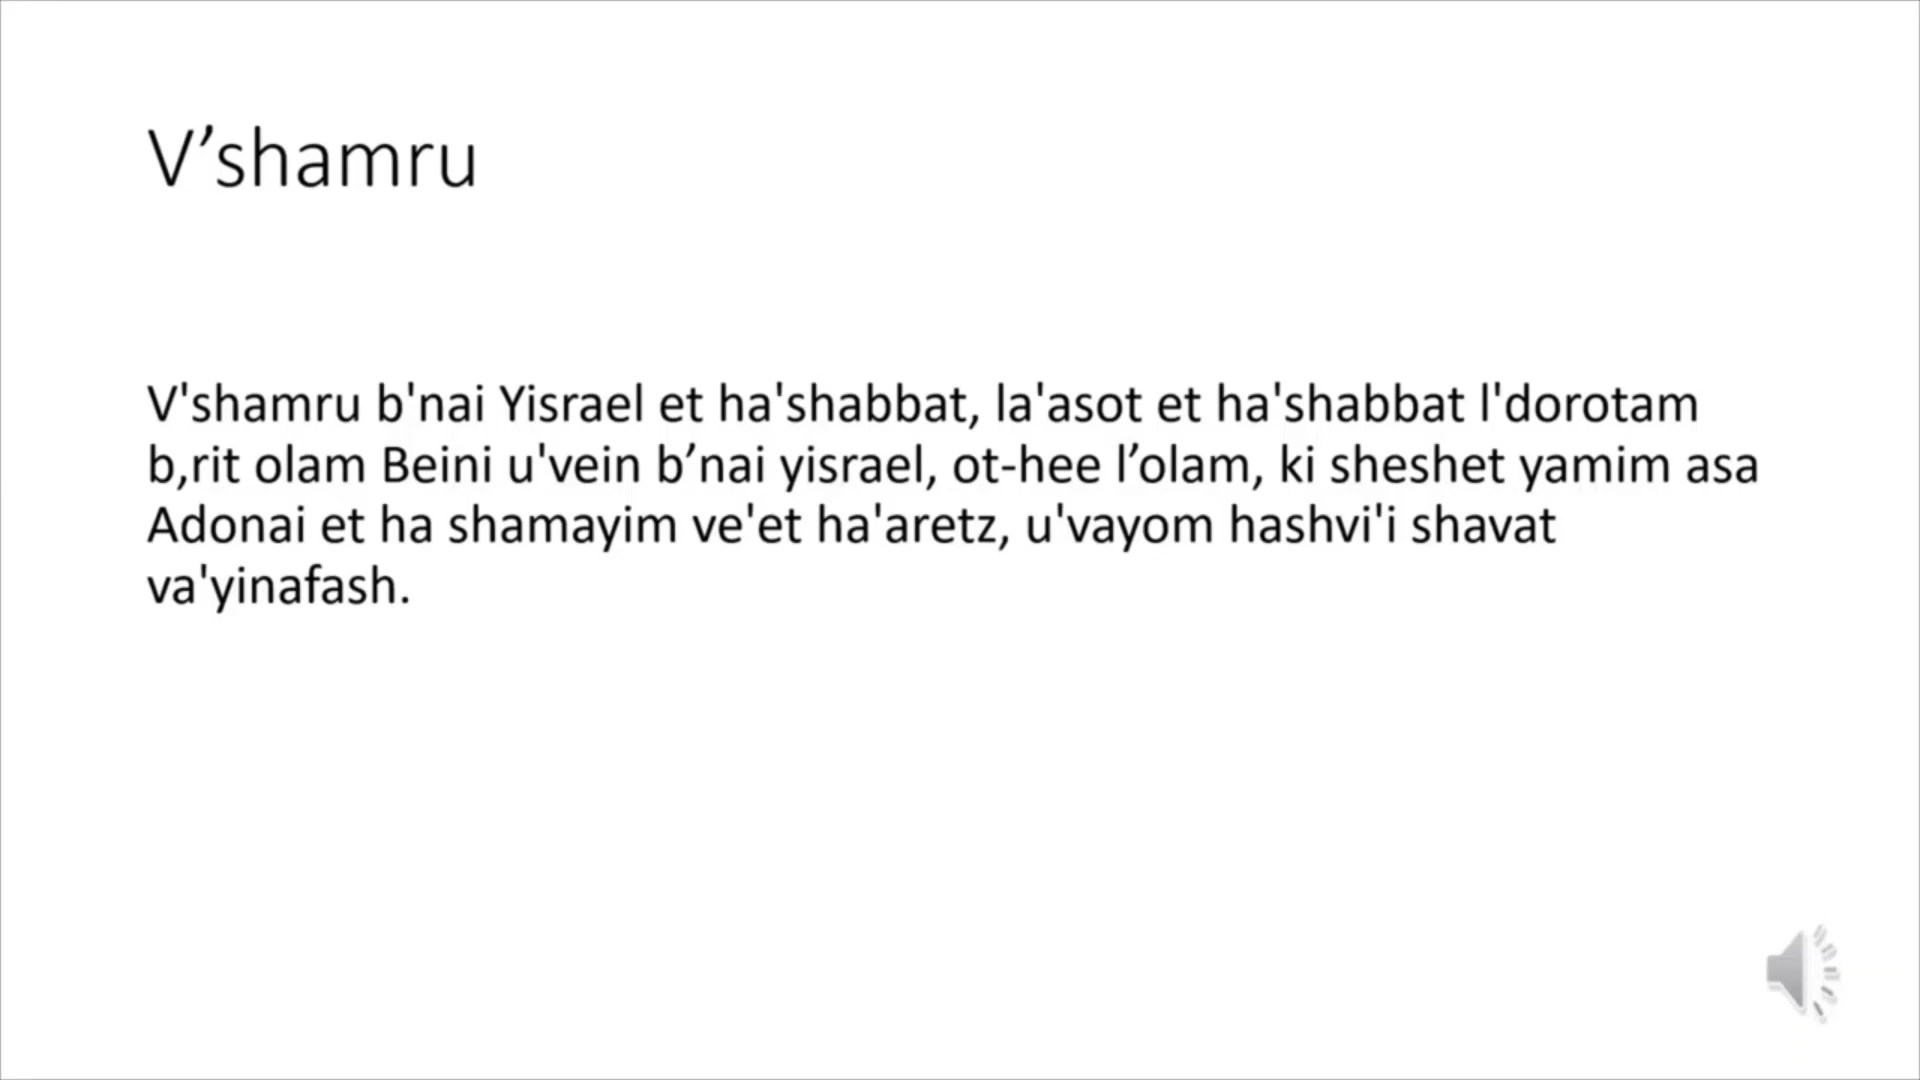 V’shamru
V'shamru b'nai Yisrael et ha'shabbat, la'asot et ha'shabbat l'dorotam
b,rit olam Beini u'vein b’nai yisrael, ot-hee l’olam, ki sheshet yamim asa
Adonai et ha shamayim ve'et ha'aretz, u'vayom hashvi'i shavat
va'yinafash.